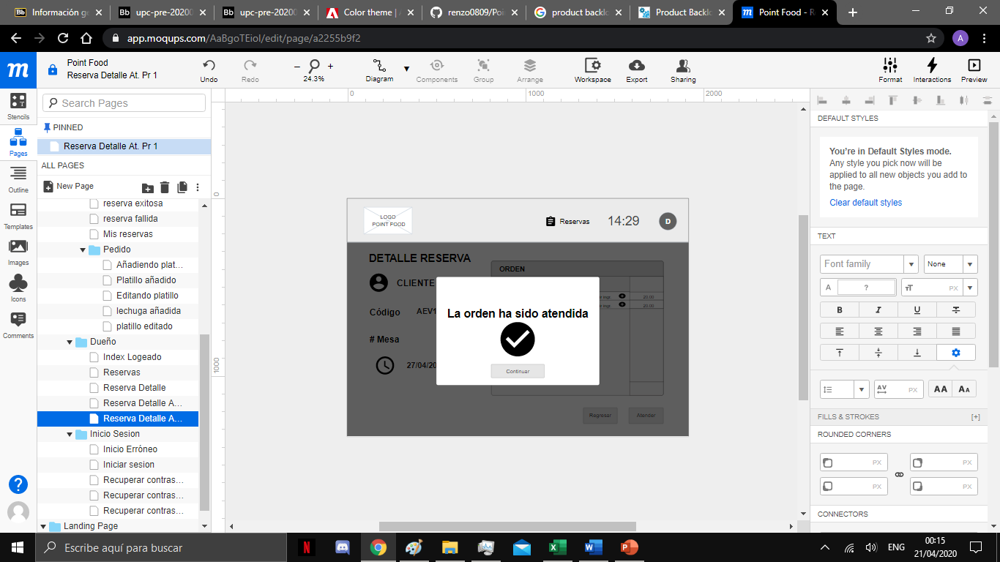 Información ge
upc-pre-20200
upc-pre-20200
Color theme | A
renzo0809/Poi
product backlo
Product Backlo
Point Food - R
app.moqups.com/AaBgoTEiol/edit/page/a2255b9f2
A
Point Food
Reserva Detalle At. Pr 1
Undo
Redo
24.3%
Diagram
Components
Group
Arrange
Workspace
Export
Sharing
Format
Interactions
Preview
Stencils
Pages
Outline
Templates
Images
Icons
Comments
Search Pages
PINNED
Reserva Detalle At. Pr 1
ALL PAGES
New Page
reserva exitosa
reserva fallida
Mis reservas
Pedido
Añadiendo plat...
Platillo añadido
Editando platillo
lechuga añadida
platillo editado
Dueño
Index Logeado
Reservas
Reserva Detalle
Reserva Detalle A...
Reserva Detalle A...
Inicio Sesion
Inicio Erróneo
Iniciar sesion
Recuperar contras...
Recuperar contras...
Recuperar contras...
Landing Page
0
1000
2000
0
1000
LOGO
POINT FOOD
Reservas
14:29
D
DETALLE RESERVA
ORDEN
CLIENTE
Código
AEV1
# Mesa
27/04/20
20.00
20.00
La orden ha sido atendida
Continuar
Regresar
Atender
DEFAULT STYLES
You're in Default Styles mode.
Any style you pick now will be
applied to all new objects you add to
the page.
Clear default styles
TEXT
Font family
None
A
?
PX
B
I
U
AV
PX
AA
AA
FILLS & STROKES
[+]
ROUNDED CORNERS
PX
PX
PX
PX
CONNECTORS
Escribe aquí para buscar
ENG
00:15
21/04/2020